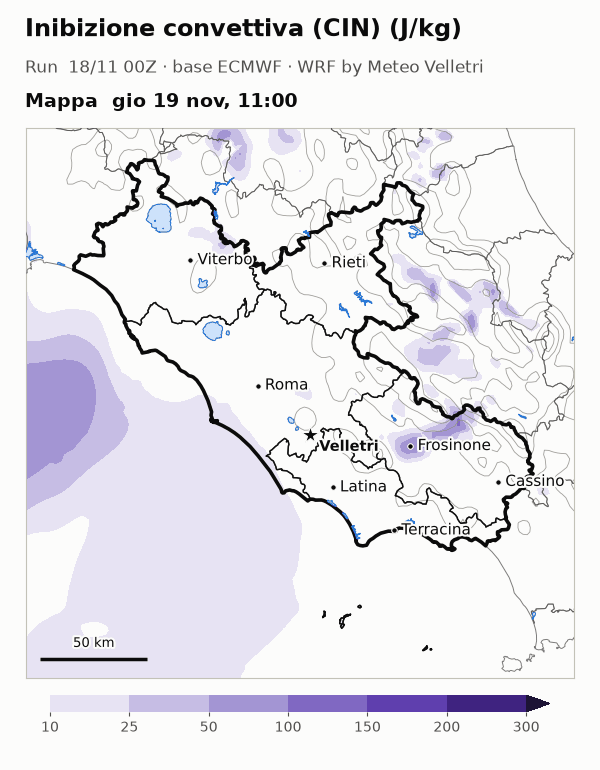 Inibizione convettiva (CIN) (J/kg)
Run 18/11 00Z · base ECMWF · WRF by Meteo Velletri
Mappa gio 19 nov, 11:00
Viterbo
Rieti
Roma
Velletri
Frosinone
Latina
Cassino
Terracina
50 km
10 25 50 100 150 200 300